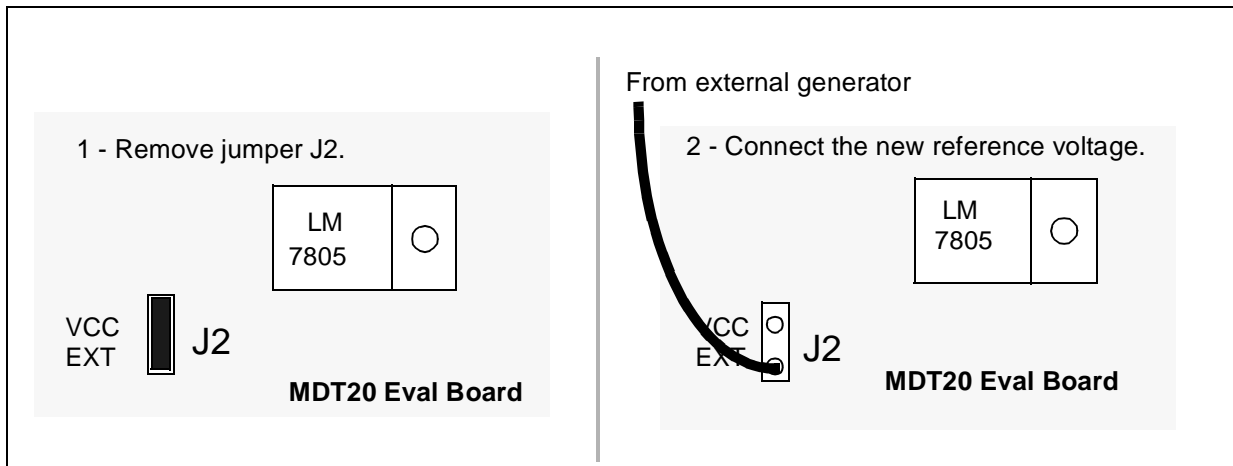 1 - Remove jumper J2.
LM
7805
VCC
EXT
J2
MDT20 Eval Board
From external generator
2 - Connect the new reference voltage.
LM
7805
VCC
EXT
J2
MDT20 Eval Board